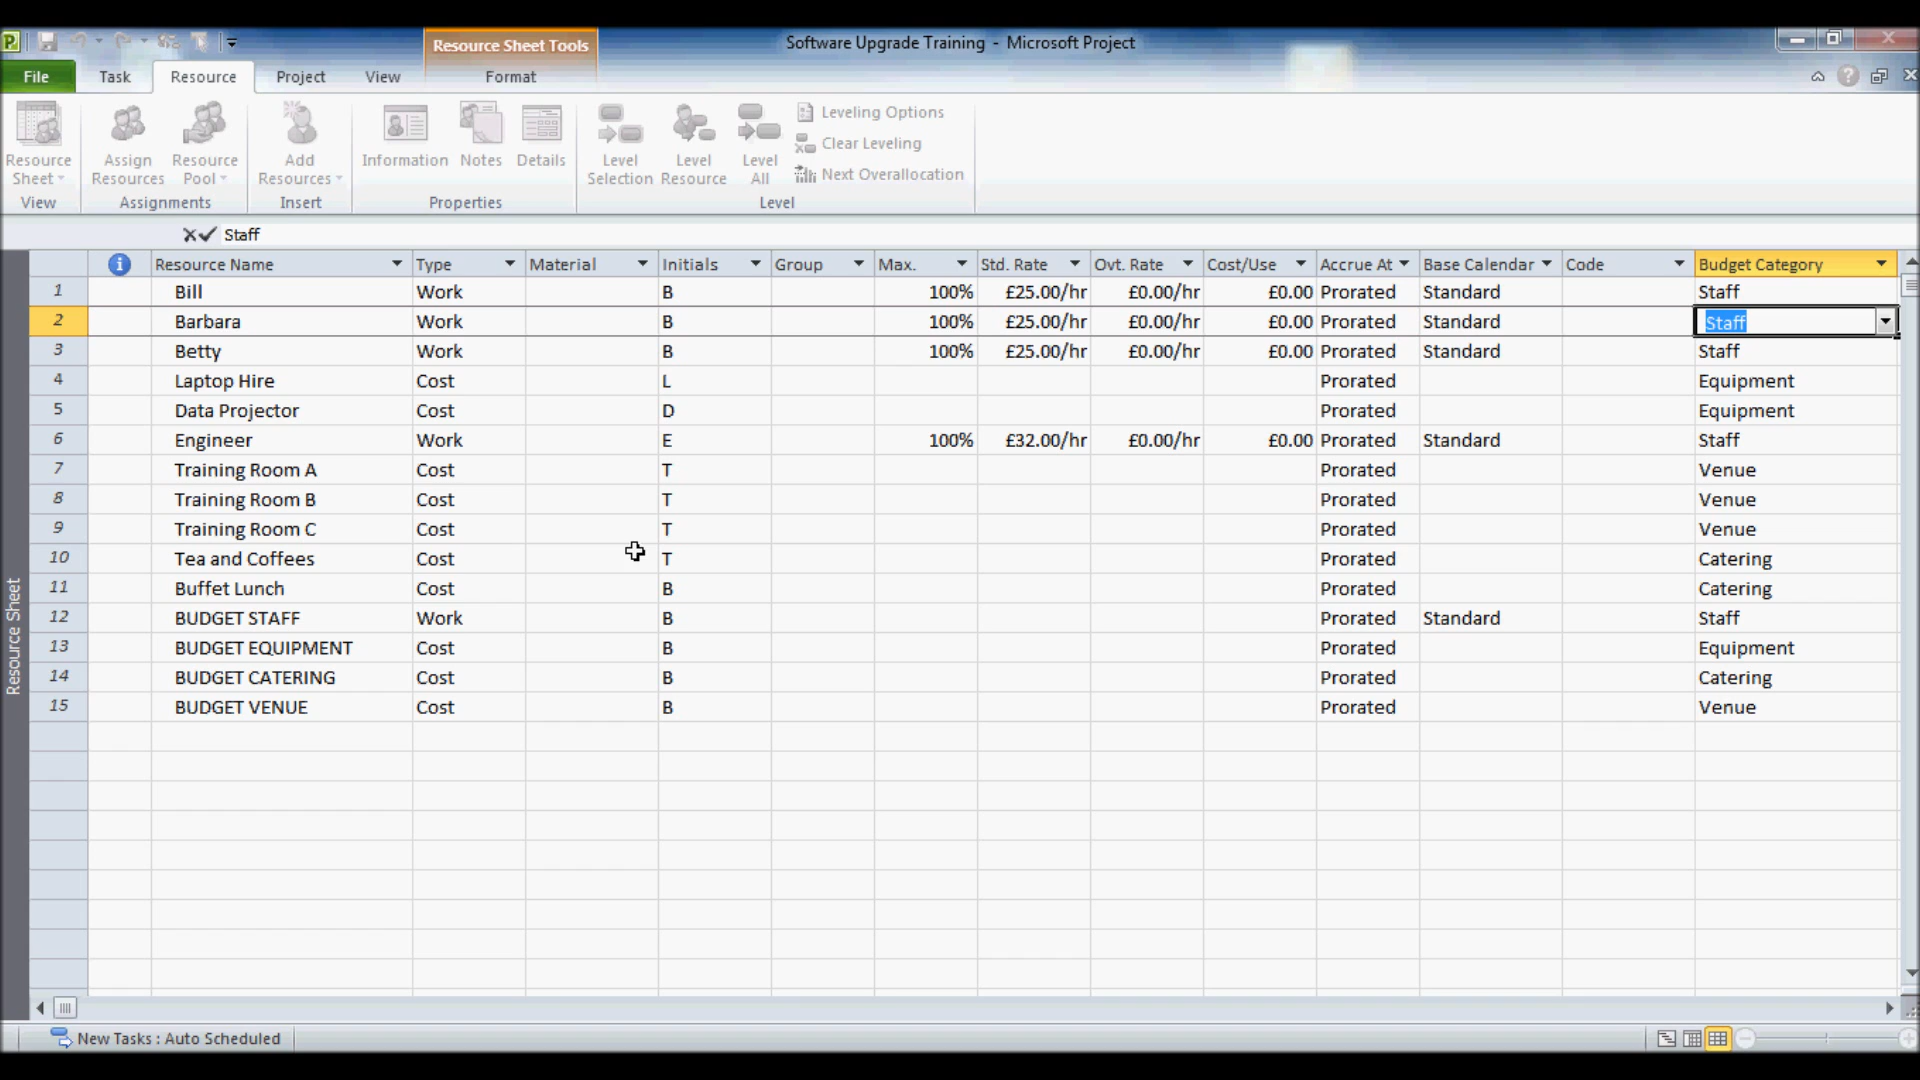 Resource Sheet Tools
Software Upgrade Training - Microsoft Project
File Task Resource Project View Format
Resource Sheet
Assign Resources
Resource Pool
Add Resources
Information
Notes
Details
Level Selection
Level Resource
Level All
Leveling Options
Clear Leveling
Next Overallocation
View Assignments Insert Properties Level
Staff
Resource Name Type Material Initials Group Max. Std. Rate Ovt. Rate Cost/Use Accrue At Base Calendar Code Budget Category
1 Bill Work B 100% £25.00/hr £0.00/hr £0.00 Prorated Standard Staff
2 Barbara Work B 100% £25.00/hr £0.00/hr £0.00 Prorated Standard Staff
3 Betty Work B 100% £25.00/hr £0.00/hr £0.00 Prorated Standard Staff
4 Laptop Hire Cost L Prorated Equipment
5 Data Projector Cost D Prorated Equipment
6 Engineer Work E 100% £32.00/hr £0.00/hr £0.00 Prorated Standard Staff
7 Training Room A Cost T Prorated Venue
8 Training Room B Cost T Prorated Venue
9 Training Room C Cost T Prorated Venue
10 Tea and Coffees Cost T Prorated Catering
11 Buffet Lunch Cost B Prorated Catering
12 BUDGET STAFF Work B Prorated Standard Staff
13 BUDGET EQUIPMENT Cost B Prorated Equipment
14 BUDGET CATERING Cost B Prorated Catering
15 BUDGET VENUE Cost B Prorated Venue
Resource Sheet
New Tasks : Auto Scheduled